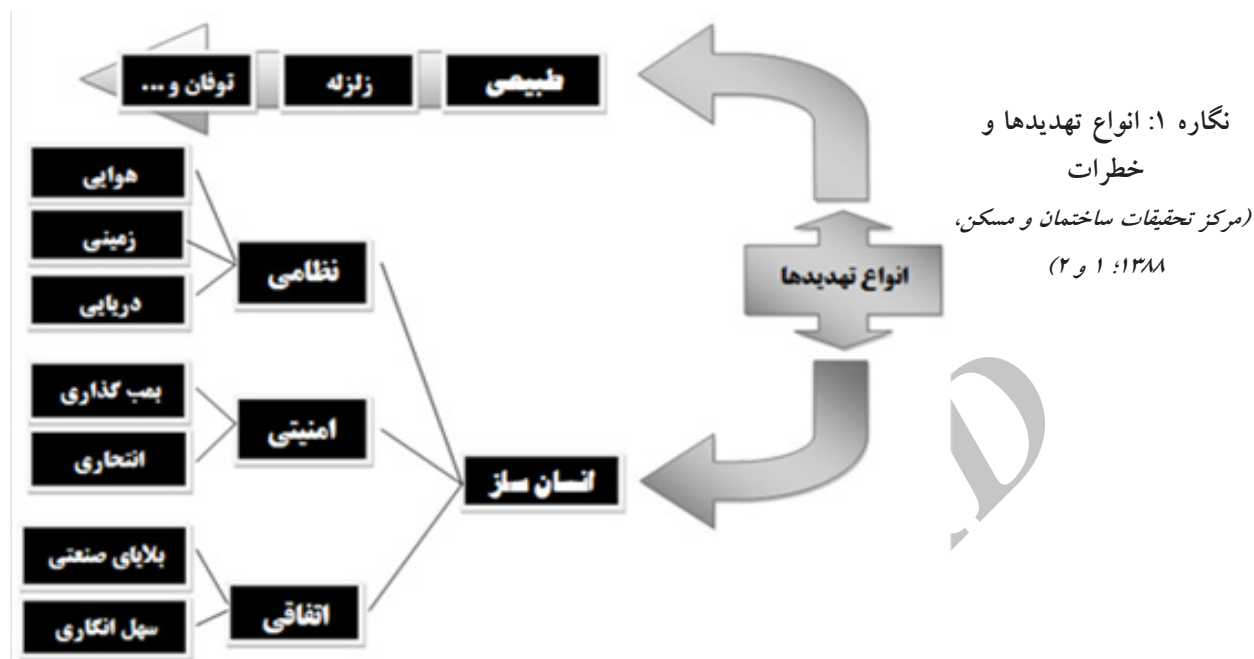 نگاره ۱: انواع تهدیدها و
خطرات
(مرکز تحقیقات ساختمان و مسکن،
۱۳۸۸؛ ۱ و ۲)
انواع تهدیدها
طبیعی
زلزله
توفان و ...
انسان ساز
نظامی
هوایی
زمینی
دریایی
امنیتی
بمب گذاری
انتحاری
اتفاقی
بلایای صنعتی
سهل انگاری
D